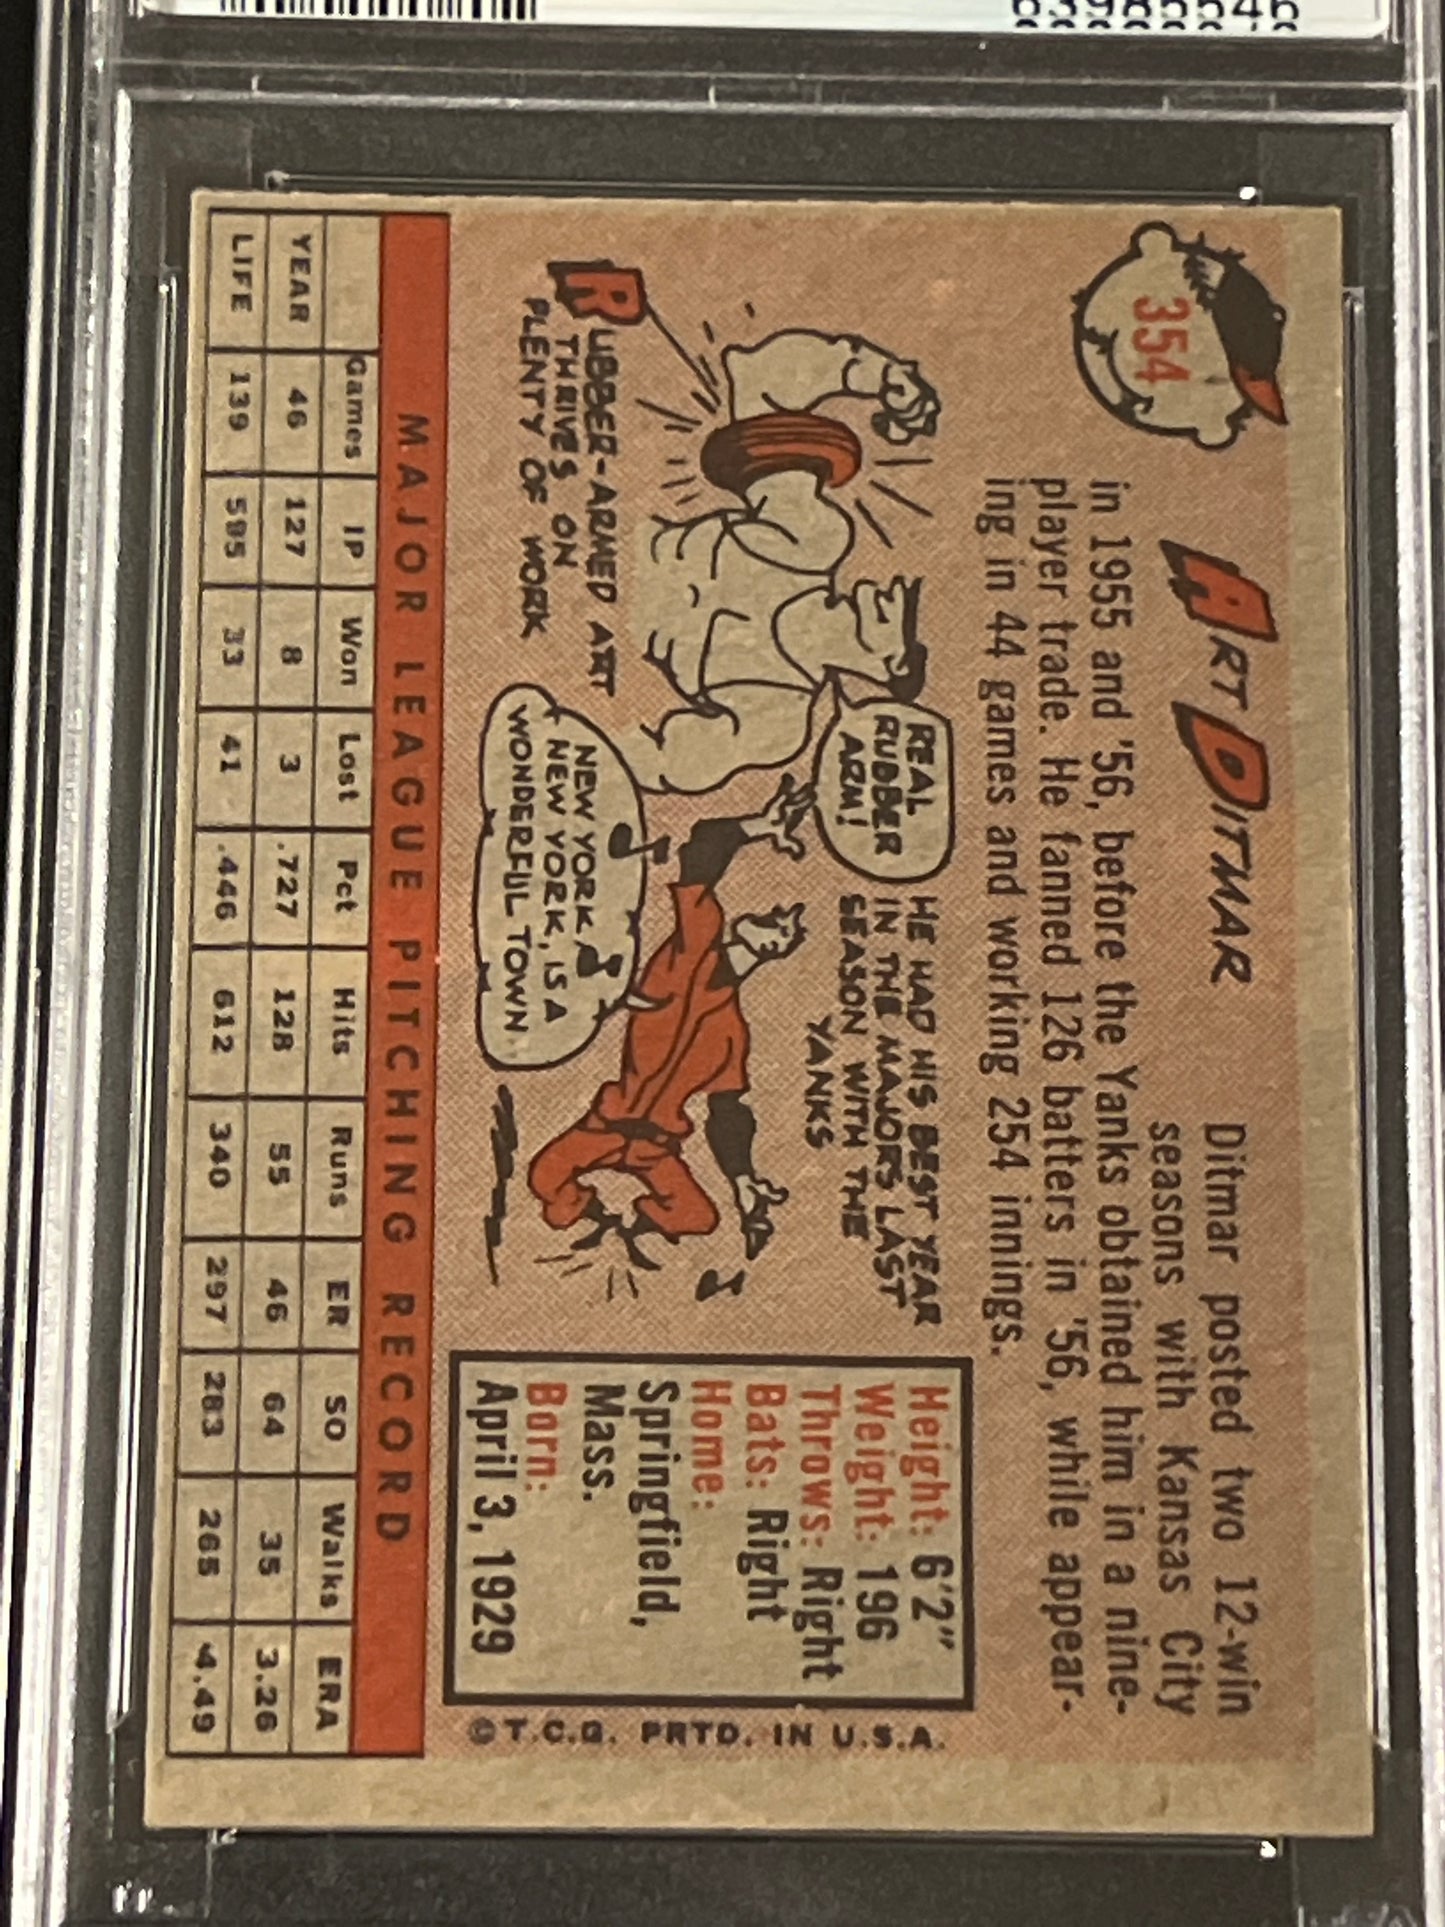 354
ART DITMAR
Ditmar posted two 12-win
seasons with Kansas City
in 1955 and '56, before the Yanks obtained him in a nine-
player trade. He fanned 126 batters in '56, while appear-
ing in 44 games and working 254 innings.
REAL
RUBBER
ARM!
HE HAD HIS BEST YEAR
IN THE MAJORS LAST
SEASON WITH THE
YANKS
RUBBER-ARMED ART
THRIVES ON
PLENTY OF WORK
NEW YORK
NEW YORK, IS A
WONDERFUL TOWN..
Height: 6'2"
Weight: 196
Throws: Right
Bats: Right
Home:
Springfield,
Mass.
Born:
April 3, 1929
© T.C.G. PRTD. IN U.S.A.
MAJOR LEAGUE PITCHING RECORD
Games IP Won Lost Pct Hits Runs ER SO Walks ERA
YEAR 46 127 8 3 .727 128 55 46 64 35 3.26
LIFE 139 595 33 41 .446 612 340 297 283 265 4.49